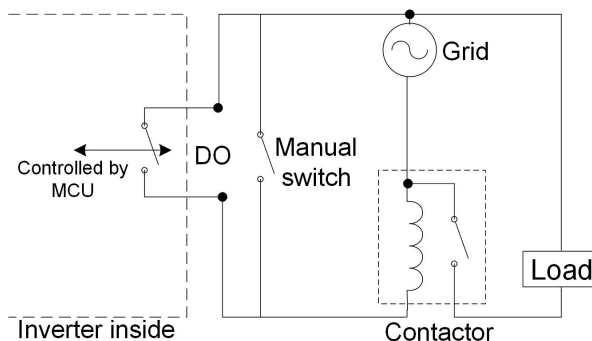 Grid
DO
Manual
switch
Controlled by
MCU
Load
Inverter inside
Contactor